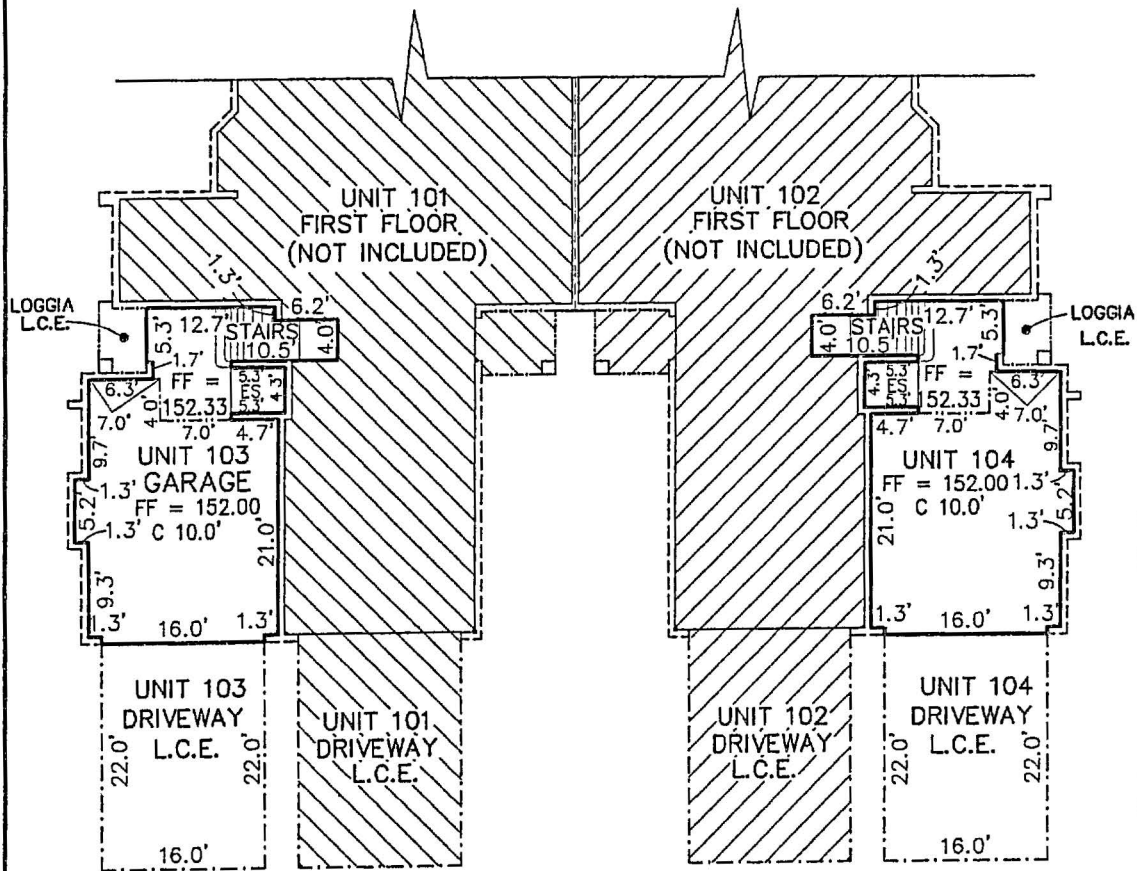 UNIT 101
FIRST FLOOR
(NOT INCLUDED)
UNIT 102
FIRST FLOOR
(NOT INCLUDED)
LOGGIA
L.C.E.
1.3'
6.2'
5.3'
12.7'
STAIRS
4.0'
10.5'
1.7'
6.3'
FF =
152.33
5.3'
ES
5.3'
4.3'
7.0'
4.0'
7.0'
4.7'
9.7'
UNIT 103
GARAGE
FF = 152.00
C 10.0'
1.3'
5.2'
1.3'
21.0'
9.3'
1.3'
16.0'
1.3'
UNIT 103
DRIVEWAY
L.C.E.
22.0'
22.0'
16.0'
UNIT 101
DRIVEWAY
L.C.E.
1.3'
6.2'
12.7'
5.3'
STAIRS
4.0'
10.5'
1.7'
LOGGIA
L.C.E.
4.3'
5.3'
ES
5.3'
FF =
152.33
6.3'
4.0'
7.0'
4.7'
7.0'
9.7'
UNIT 104
FF = 152.00
C 10.0'
1.3'
5.2'
1.3'
21.0'
9.3'
1.3'
16.0'
1.3'
UNIT 102
DRIVEWAY
L.C.E.
UNIT 104
DRIVEWAY
L.C.E.
22.0'
22.0'
16.0'